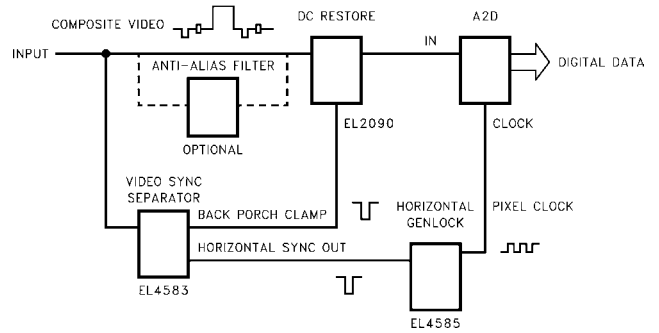 COMPOSITE VIDEO
DC RESTORE
A2D
INPUT
IN
ANTI-ALIAS FILTER
DIGITAL DATA
EL2090
CLOCK
OPTIONAL
VIDEO SYNC
SEPARATOR
BACK PORCH CLAMP
HORIZONTAL
GENLOCK
PIXEL CLOCK
HORIZONTAL SYNC OUT
EL4583
EL4585